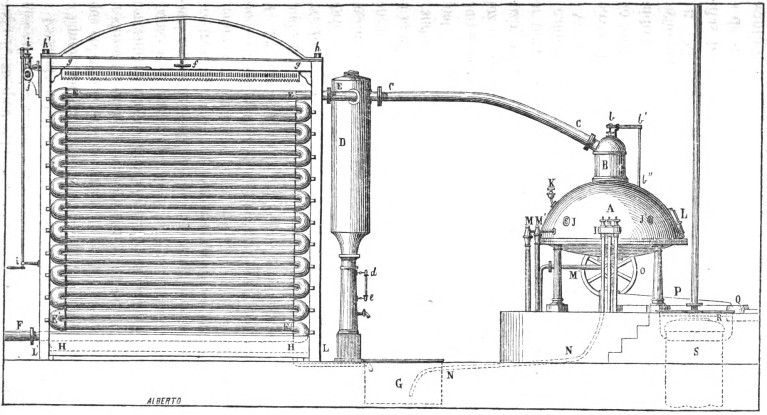 i h' g f g h
E E E C C b b'
D B b''
K A L
M M' J I J
i d M O
e P Q
F E' E' R
L H H L N N S
G
ALBERTO